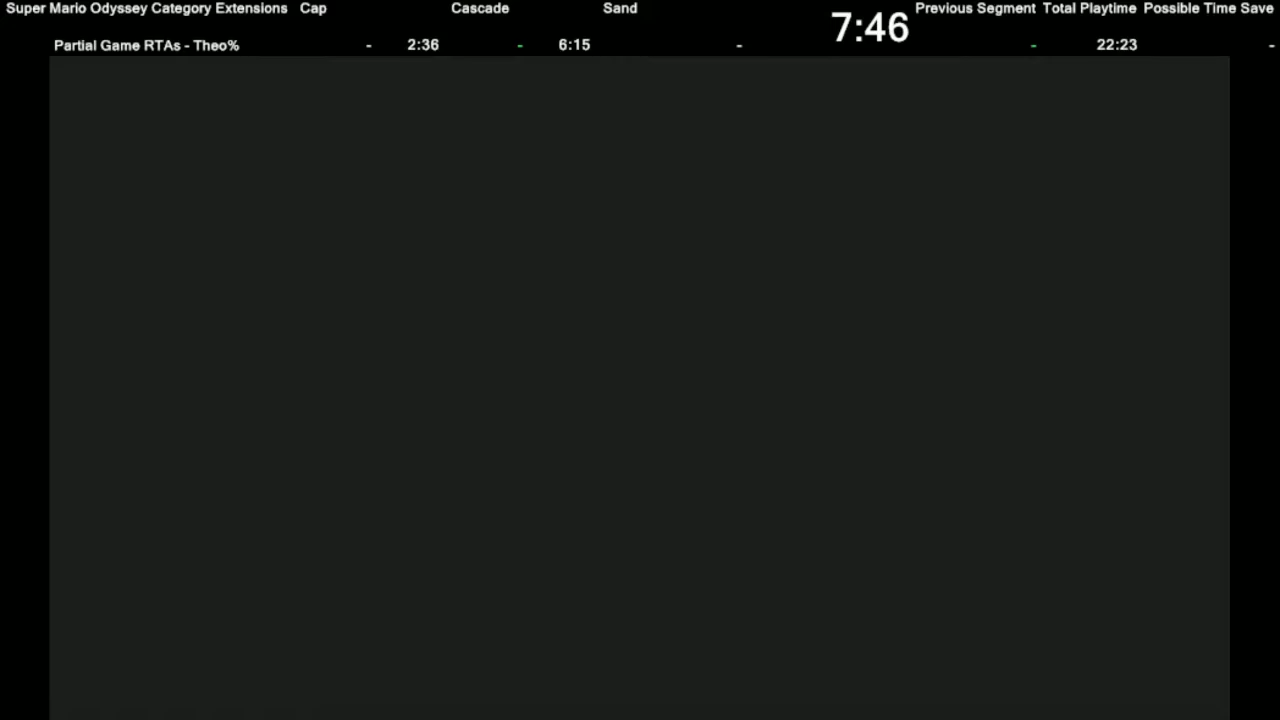 Super Mario Odyssey Category Extensions Cap Cascade Sand 7:46 Previous Segment Total Playtime Possible Time Save
Partial Game RTAs - Theo% - 2:36 - 6:15 - - 22:23 -